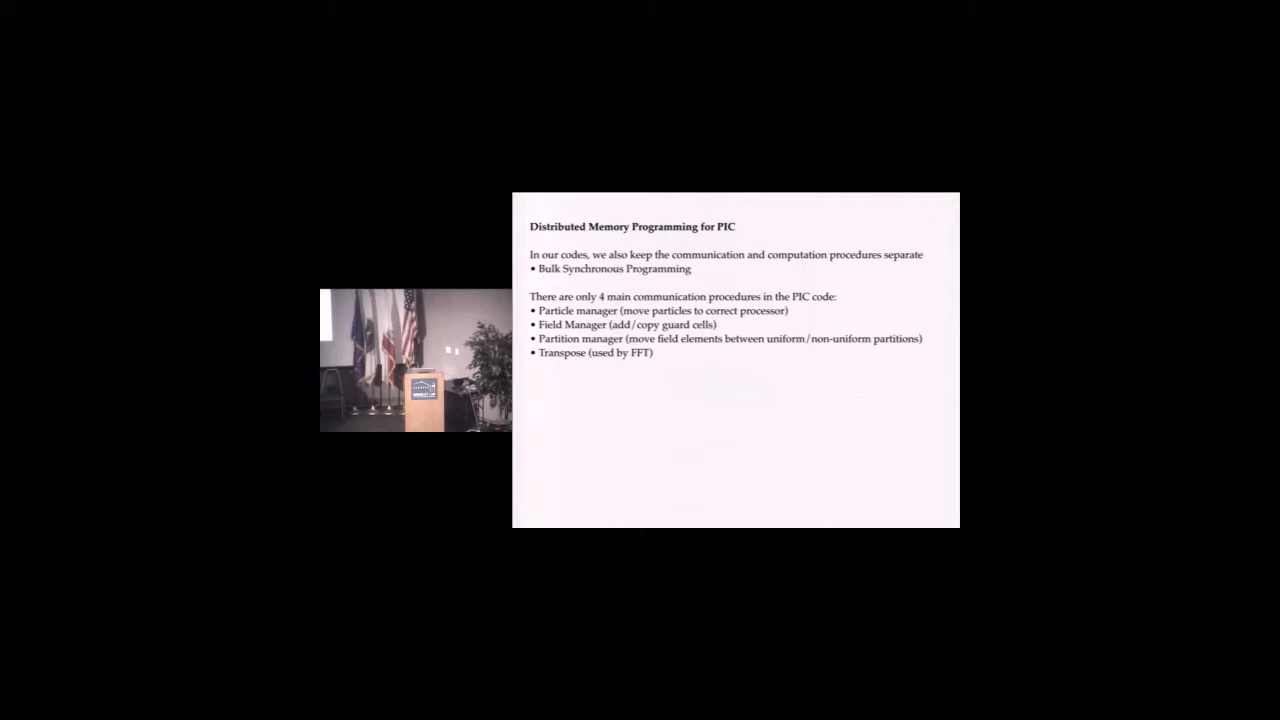 Distributed Memory Programming for PIC
In our codes, we also keep the communication and computation procedures separate
• Bulk Synchronous Programming
There are only 4 main communication procedures in the PIC code:
• Particle manager (move particles to correct processor)
• Field Manager (add/copy guard cells)
• Partition manager (move field elements between uniform/non-uniform partitions)
• Transpose (used by FFT)